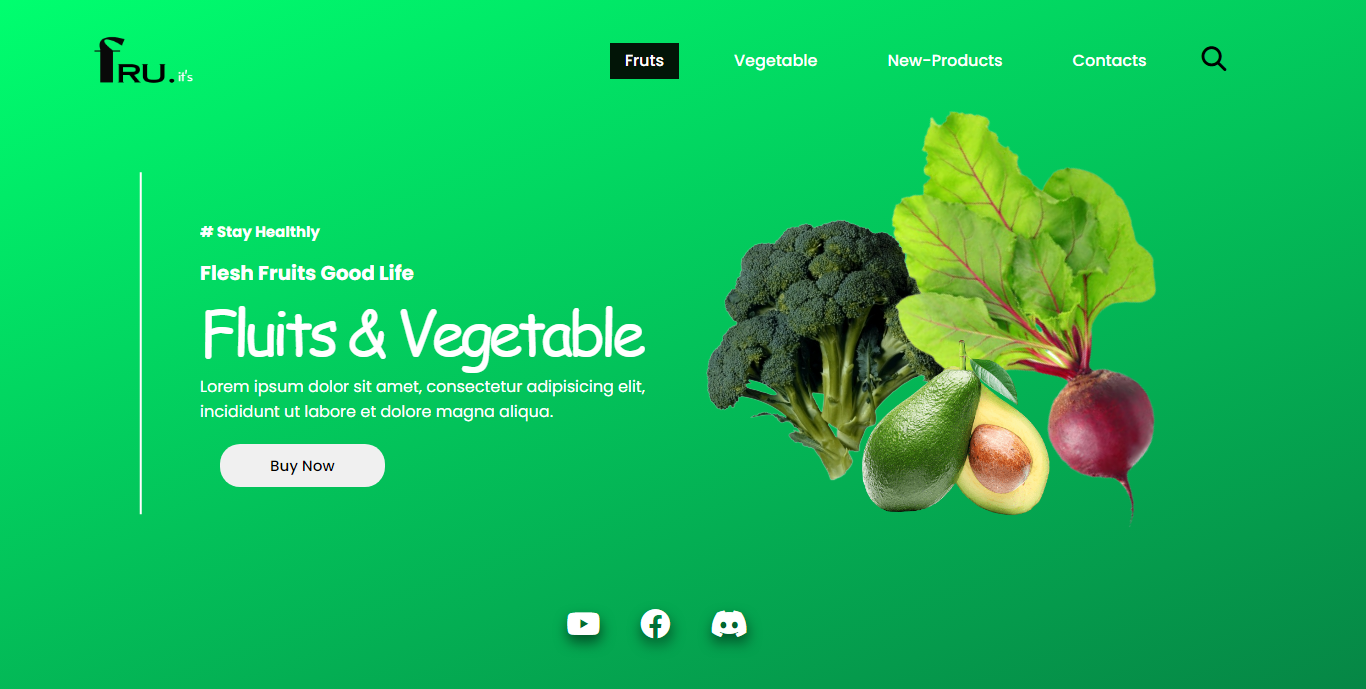 fRU. it's
Fruts Vegetable New-Products Contacts
# Stay Healthly
Flesh Fruits Good Life
Fluits & Vegetable
Lorem ipsum dolor sit amet, consectetur adipisicing elit,
incididunt ut labore et dolore magna aliqua.
Buy Now